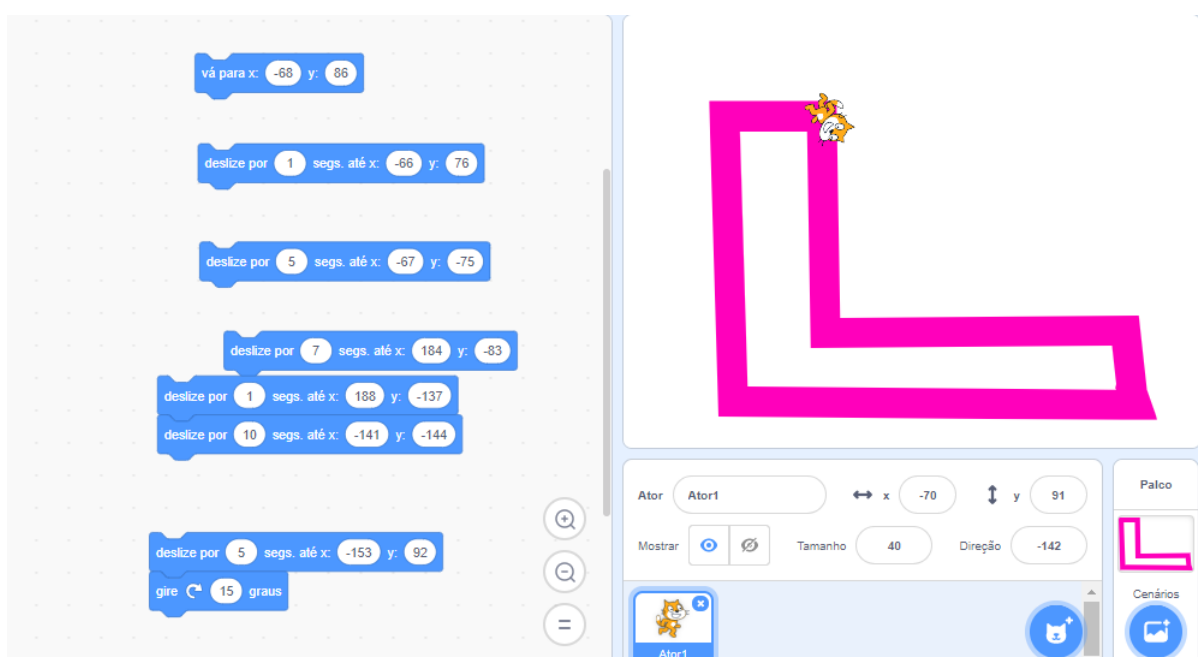 vá para x: -68 y: 86
deslize por 1 segs. até x: -66 y: 76
deslize por 5 segs. até x: -67 y: -75
deslize por 7 segs. até x: 184 y: -83
deslize por 1 segs. até x: 188 y: -137
deslize por 10 segs. até x: -141 y: -144
deslize por 5 segs. até x: -153 y: 92
gire 15 graus
Ator Ator1 x -70 y 91
Mostrar Tamanho 40 Direção -142
Ator1
Palco
Cenários